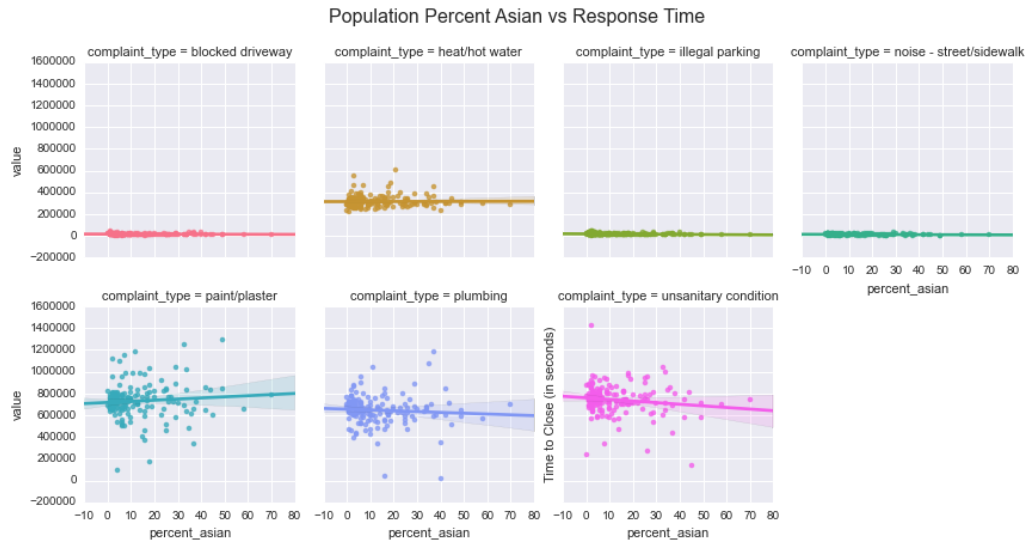 Population Percent Asian vs Response Time
complaint_type = blocked driveway
complaint_type = heat/hot water
complaint_type = illegal parking
complaint_type = noise - street/sidewalk
1600000
1400000
1200000
1000000
800000
600000
400000
200000
0
-200000
value
-10 0 10 20 30 40 50 60 70 80
percent_asian
complaint_type = paint/plaster
complaint_type = plumbing
complaint_type = unsanitary condition
1600000
1400000
1200000
1000000
800000
600000
400000
200000
0
-200000
value
Time to Close (in seconds)
-10 0 10 20 30 40 50 60 70 80
-10 0 10 20 30 40 50 60 70 80
-10 0 10 20 30 40 50 60 70 80
percent_asian
percent_asian
percent_asian